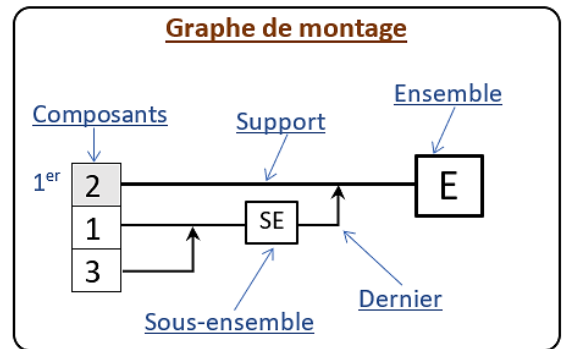 Graphe de montage
Ensemble
Composants
Support
1er
2
E
1
SE
3
Dernier
Sous-ensemble